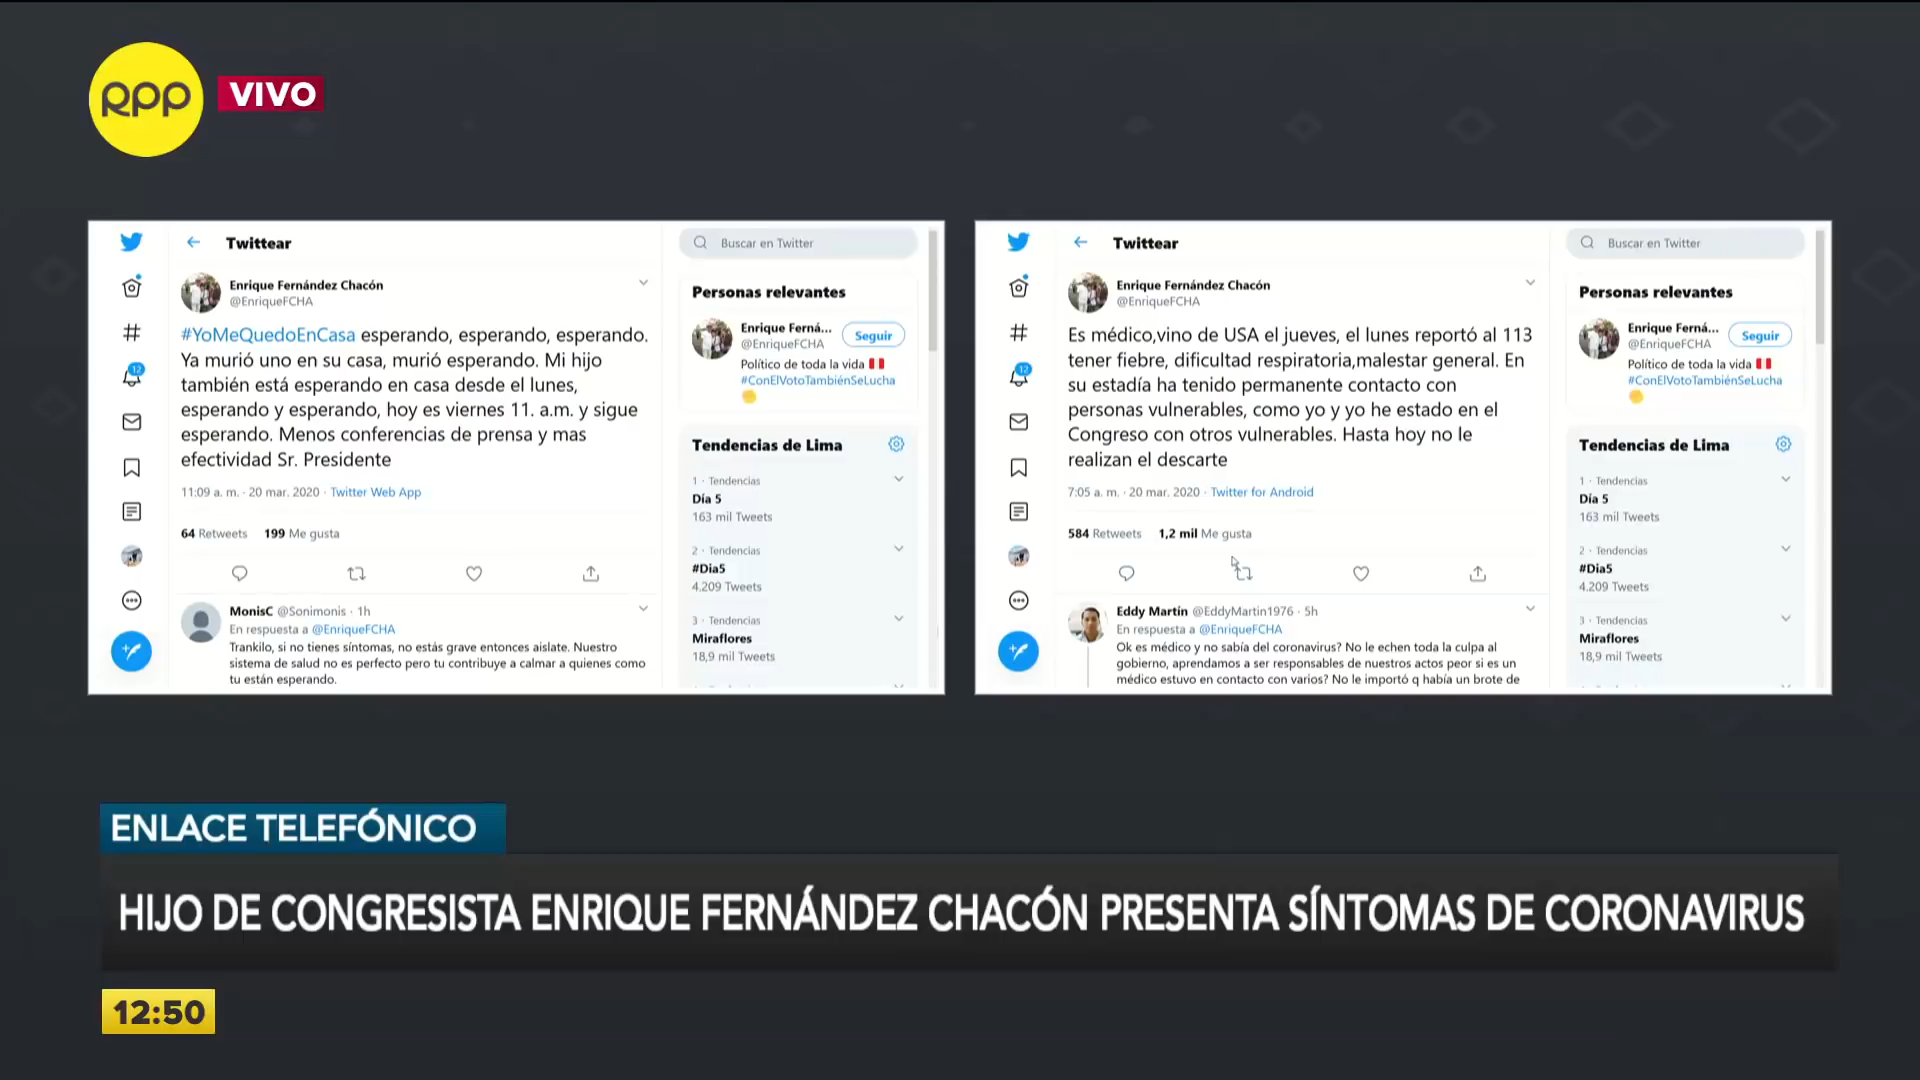 RPP
VIVO
Twittear
Enrique Fernández Chacón
@EnriqueFCHA
#YoMeQuedoEnCasa esperando, esperando, esperando.
Ya murió uno en su casa, murió esperando. Mi hijo
también está esperando en casa desde el lunes,
esperando y esperando, hoy es viernes 11. a.m. y sigue
esperando. Menos conferencias de prensa y mas
efectividad Sr. Presidente
11:09 a. m. · 20 mar. 2020 · Twitter Web App
64 Retweets 199 Me gusta
MonisC @Sonimonis · 1h
En respuesta a @EnriqueFCHA
Trankilo, si no tienes síntomas, no estás grave entonces aislate. Nuestro
sistema de salud no es perfecto pero tu contribuye a calmar a quienes como
tu están esperando.
12
Buscar en Twitter
Personas relevantes
Enrique Ferná...
@EnriqueFCHA
Seguir
Político de toda la vida
#ConElVotoTambiénSeLucha
Tendencias de Lima
1 · Tendencias
Día 5
163 mil Tweets
2 · Tendencias
#Dia5
4.209 Tweets
3 · Tendencias
Miraflores
18,9 mil Tweets
Twittear
Enrique Fernández Chacón
@EnriqueFCHA
Es médico,vino de USA el jueves, el lunes reportó al 113
tener fiebre, dificultad respiratoria,malestar general. En
su estadía ha tenido permanente contacto con
personas vulnerables, como yo y yo he estado en el
Congreso con otros vulnerables. Hasta hoy no le
realizan el descarte
7:05 a. m. · 20 mar. 2020 · Twitter for Android
584 Retweets 1,2 mil Me gusta
Eddy Martín @EddyMartin1976 · 5h
En respuesta a @EnriqueFCHA
Ok es médico y no sabía del coronavirus? No le echen toda la culpa al
gobierno, aprendamos a ser responsables de nuestros actos peor si es un
médico estuvo en contacto con varios? No le importó q había un brote de
12
Buscar en Twitter
Personas relevantes
Enrique Ferná...
@EnriqueFCHA
Seguir
Político de toda la vida
#ConElVotoTambiénSeLucha
Tendencias de Lima
1 · Tendencias
Día 5
163 mil Tweets
2 · Tendencias
#Dia5
4.209 Tweets
3 · Tendencias
Miraflores
18,9 mil Tweets
ENLACE TELEFÓNICO
HIJO DE CONGRESISTA ENRIQUE FERNÁNDEZ CHACÓN PRESENTA SÍNTOMAS DE CORONAVIRUS
12:50